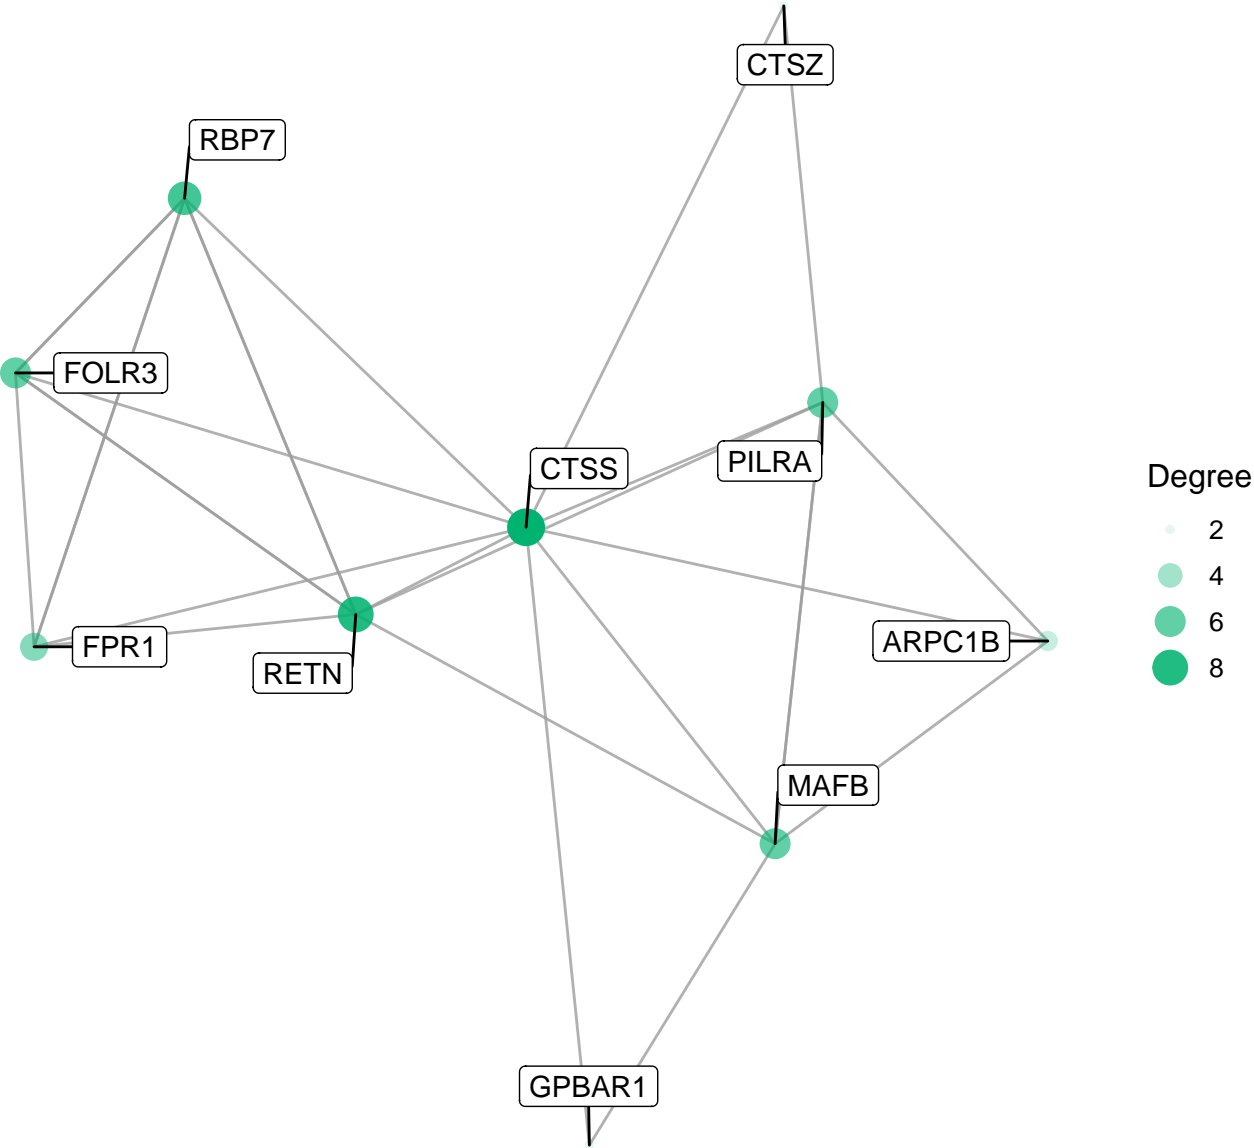 CTSZ
RBP7
FOLR3
CTSS
PILRA
FPR1
RETN
ARPC1B
MAFB
GPBAR1
Degree
2
4
6
8